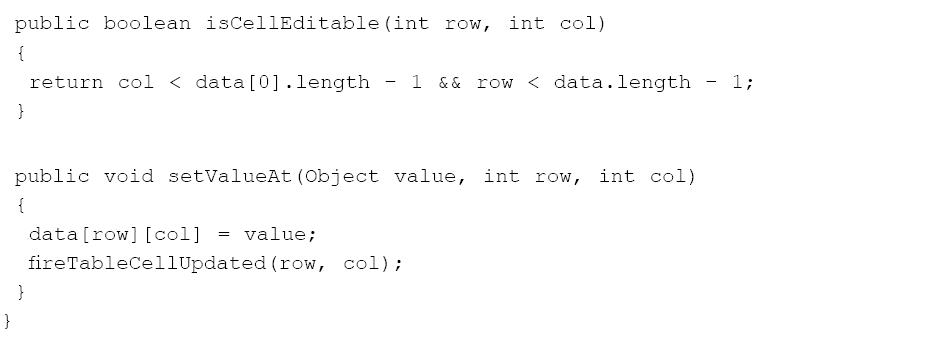 public boolean isCellEditable(int row, int col)
{
return col < data[0].length - 1 && row < data.length - 1;
}
public void setValueAt(Object value, int row, int col)
{
data[row][col] = value;
fireTableCellUpdated(row, col);
}
}